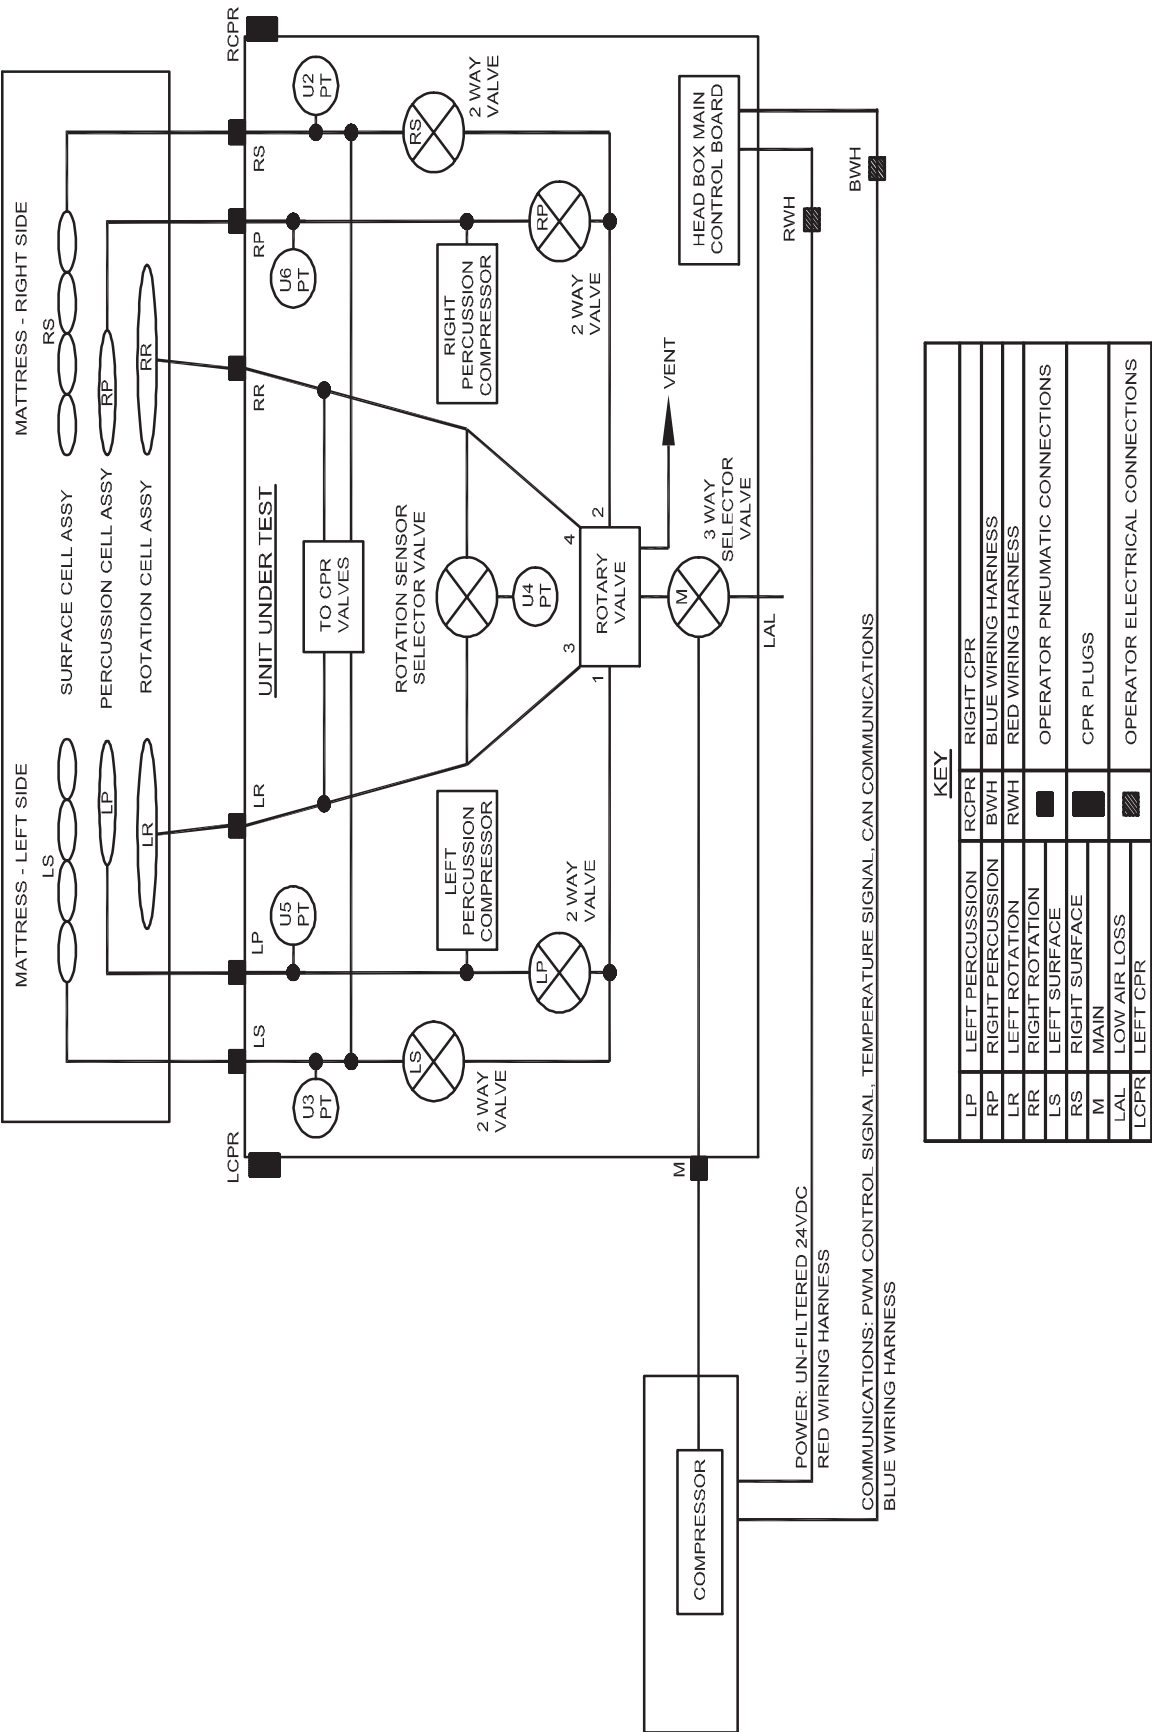 MATTRESS - LEFT SIDE
MATTRESS - RIGHT SIDE
LS
RS
SURFACE CELL ASSY
LP
PERCUSSION CELL ASSY
RP
LR
ROTATION CELL ASSY
RR
LCPR
LS
LP
LR
RR
RP
RS
RCPR
UNIT UNDER TEST
U3
PT
U5
PT
U6
PT
U2
PT
TO CPR
VALVES
ROTATION SENSOR
SELECTOR VALVE
LS
2 WAY
VALVE
LEFT
PERCUSSION
COMPRESSOR
RIGHT
PERCUSSION
COMPRESSOR
RS
2 WAY
VALVE
U4
PT
LP
2 WAY
VALVE
RP
2 WAY
VALVE
3
4
1
2
ROTARY
VALVE
VENT
M
M
3 WAY
SELECTOR
VALVE
LAL
HEAD BOX MAIN
CONTROL BOARD
COMPRESSOR
RWH
POWER: UN-FILTERED 24VDC
RED WIRING HARNESS
BWH
COMMUNICATIONS: PWM CONTROL SIGNAL, TEMPERATURE SIGNAL, CAN COMMUNICATIONS
BLUE WIRING HARNESS
KEY
LP LEFT PERCUSSION RCPR RIGHT CPR
RP RIGHT PERCUSSION BWH BLUE WIRING HARNESS
LR LEFT ROTATION RWH RED WIRING HARNESS
RR RIGHT ROTATION
OPERATOR PNEUMATIC CONNECTIONS
LS LEFT SURFACE
RS RIGHT SURFACE
CPR PLUGS
M MAIN
LAL LOW AIR LOSS
OPERATOR ELECTRICAL CONNECTIONS
LCPR LEFT CPR